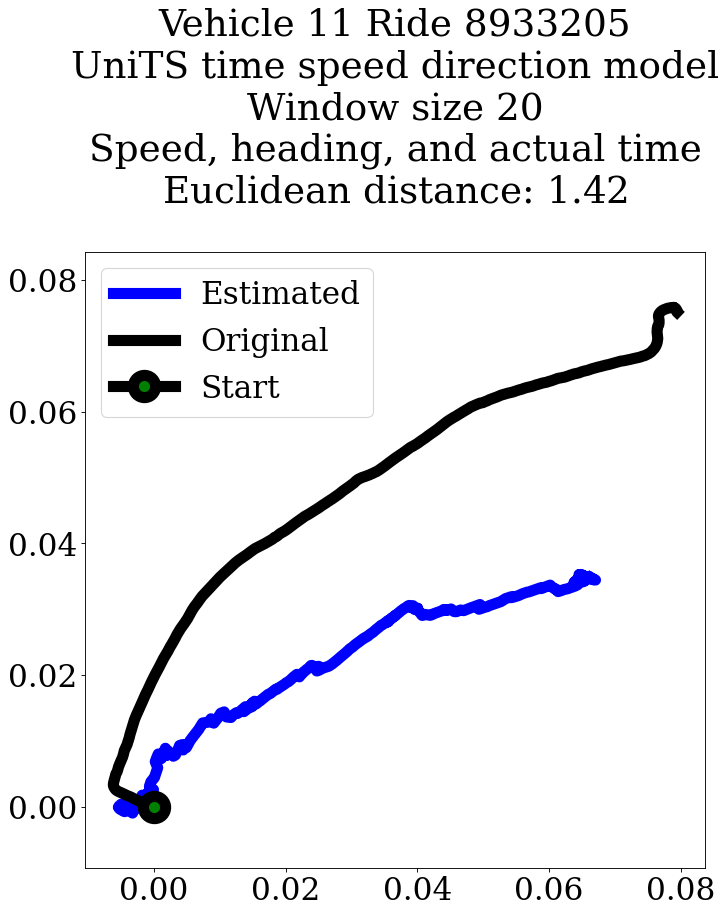 Vehicle 11 Ride 8933205
UniTS time speed direction model
Window size 20
Speed, heading, and actual time
Euclidean distance: 1.42
Estimated
Original
Start
0.08
0.06
0.04
0.02
0.00
0.00 0.02 0.04 0.06 0.08